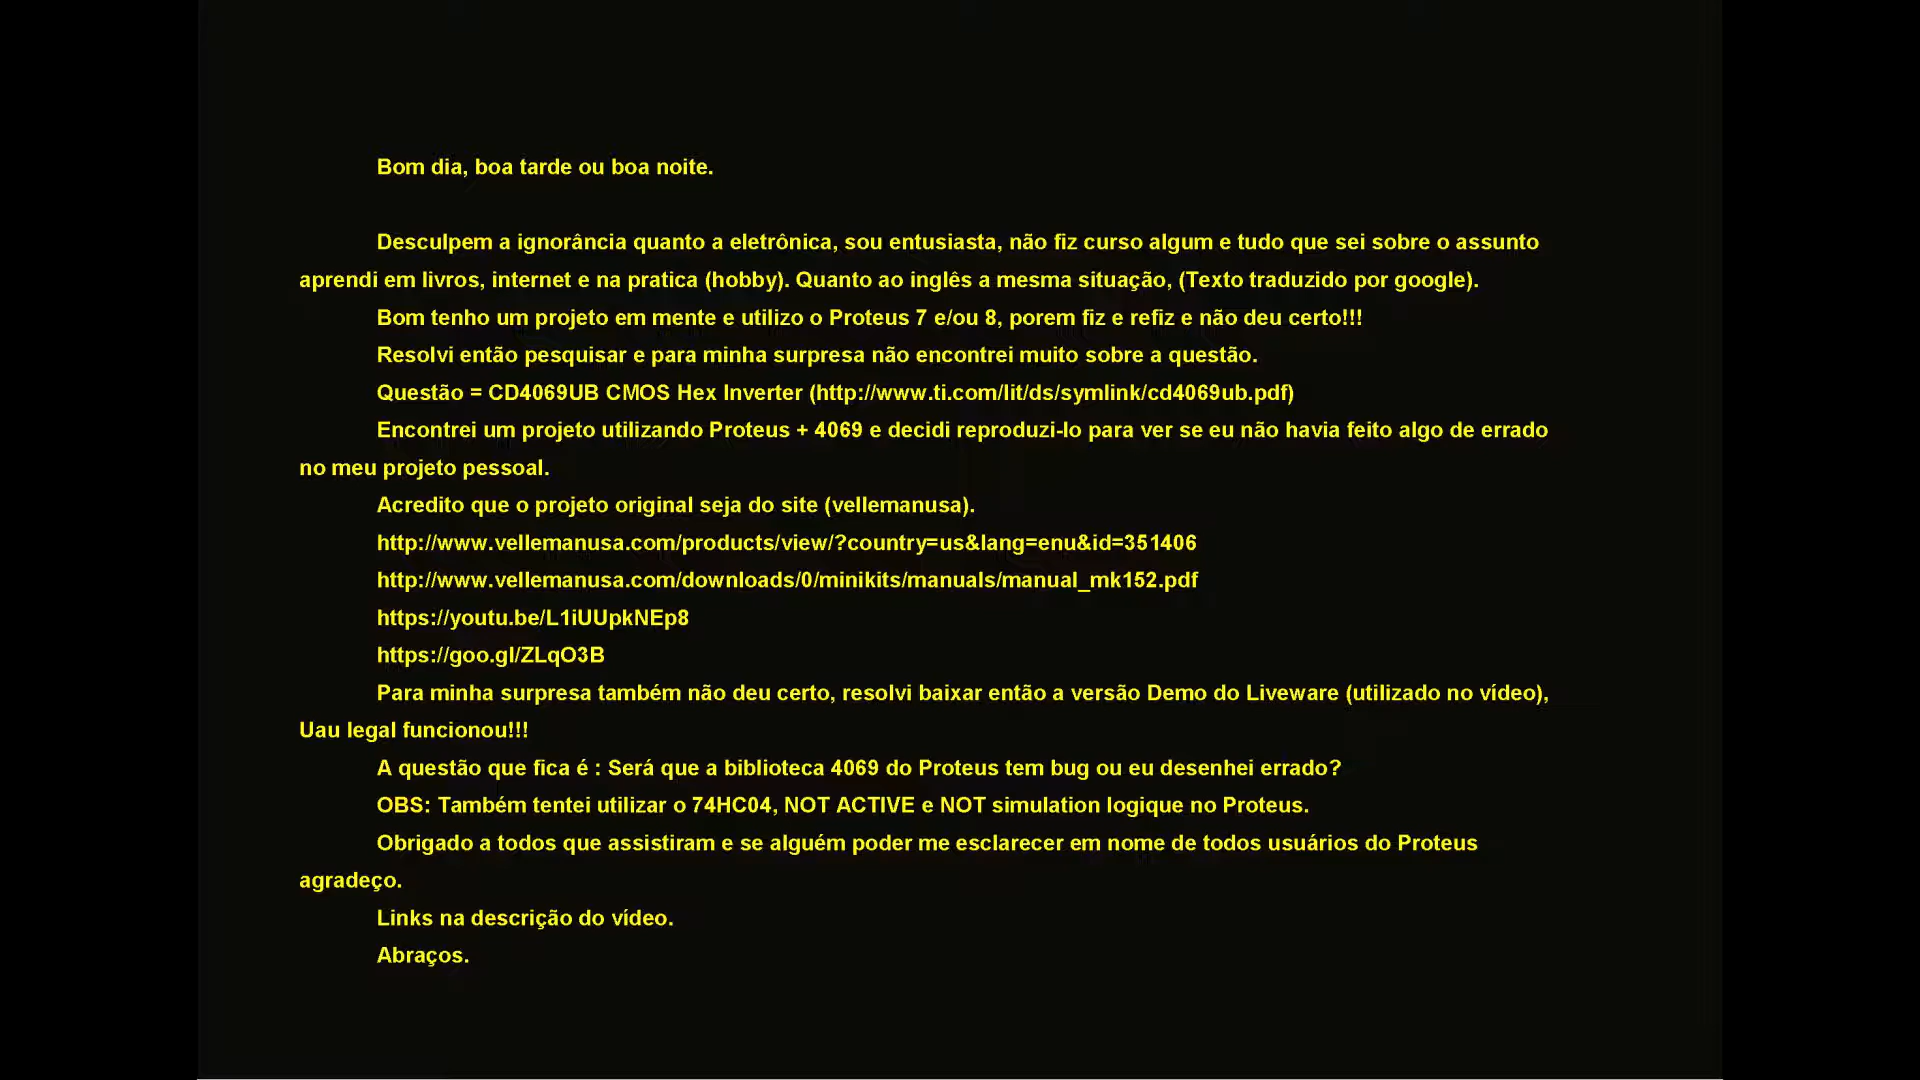 Bom dia, boa tarde ou boa noite.
Desculpem a ignorância quanto a eletrônica, sou entusiasta, não fiz curso algum e tudo que sei sobre o assunto
aprendi em livros, internet e na pratica (hobby). Quanto ao inglês a mesma situação, (Texto traduzido por google).
Bom tenho um projeto em mente e utilizo o Proteus 7 e/ou 8, porem fiz e refiz e não deu certo!!!
Resolvi então pesquisar e para minha surpresa não encontrei muito sobre a questão.
Questão = CD4069UB CMOS Hex Inverter (http://www.ti.com/lit/ds/symlink/cd4069ub.pdf)
Encontrei um projeto utilizando Proteus + 4069 e decidi reproduzi-lo para ver se eu não havia feito algo de errado
no meu projeto pessoal.
Acredito que o projeto original seja do site (vellemanusa).
http://www.vellemanusa.com/products/view/?country=us&lang=enu&id=351406
http://www.vellemanusa.com/downloads/0/minikits/manuals/manual_mk152.pdf
https://youtu.be/L1iUUpkNEp8
https://goo.gl/ZLqO3B
Para minha surpresa também não deu certo, resolvi baixar então a versão Demo do Liveware (utilizado no vídeo),
Uau legal funcionou!!!
A questão que fica é : Será que a biblioteca 4069 do Proteus tem bug ou eu desenhei errado?
OBS: Também tentei utilizar o 74HC04, NOT ACTIVE e NOT simulation logique no Proteus.
Obrigado a todos que assistiram e se alguém poder me esclarecer em nome de todos usuários do Proteus
agradeço.
Links na descrição do vídeo.
Abraços.